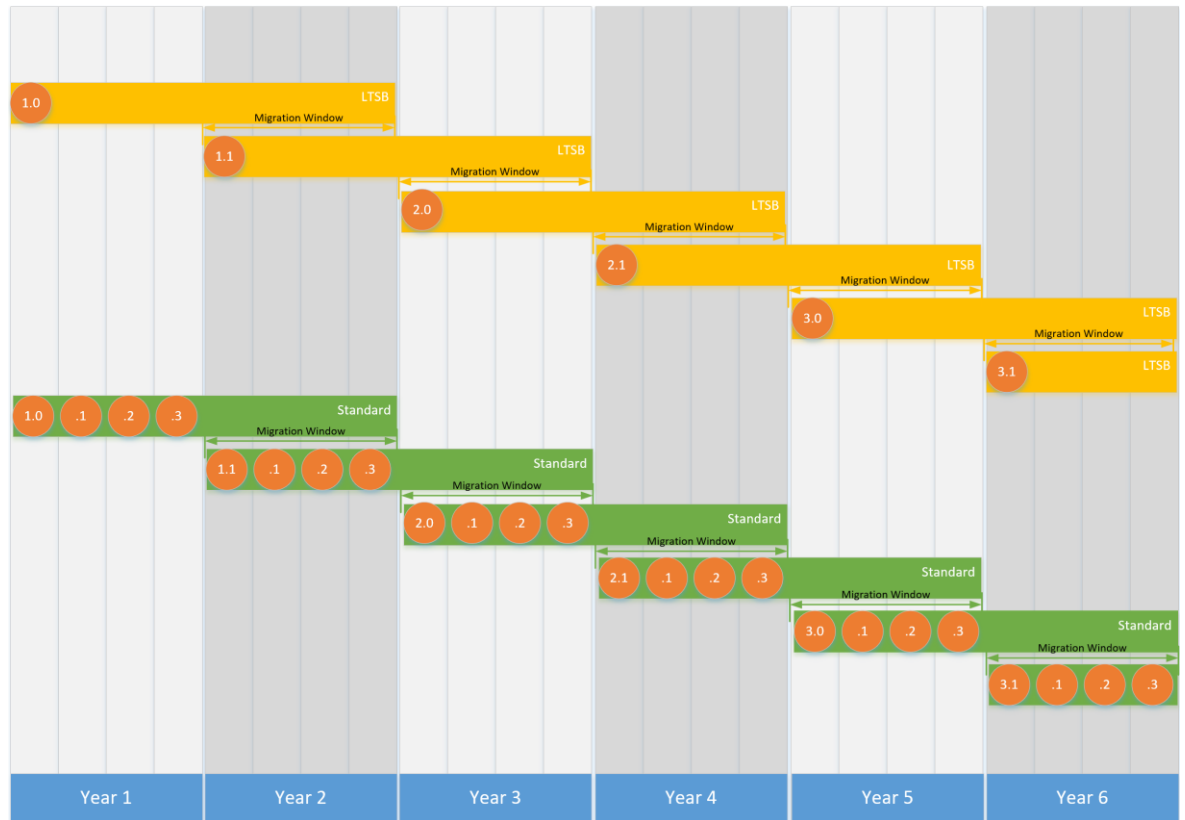 LTSB
1.0
Migration Window
LTSB
1.1
Migration Window
LTSB
2.0
Migration Window
LTSB
2.1
Migration Window
LTSB
3.0
Migration Window
LTSB
3.1
Standard
1.0 .1 .2 .3
Migration Window
Standard
1.1 .1 .2 .3
Migration Window
Standard
2.0 .1 .2 .3
Migration Window
Standard
2.1 .1 .2 .3
Migration Window
Standard
3.0 .1 .2 .3
Migration Window
3.1 .1 .2 .3
Year 1 Year 2 Year 3 Year 4 Year 5 Year 6